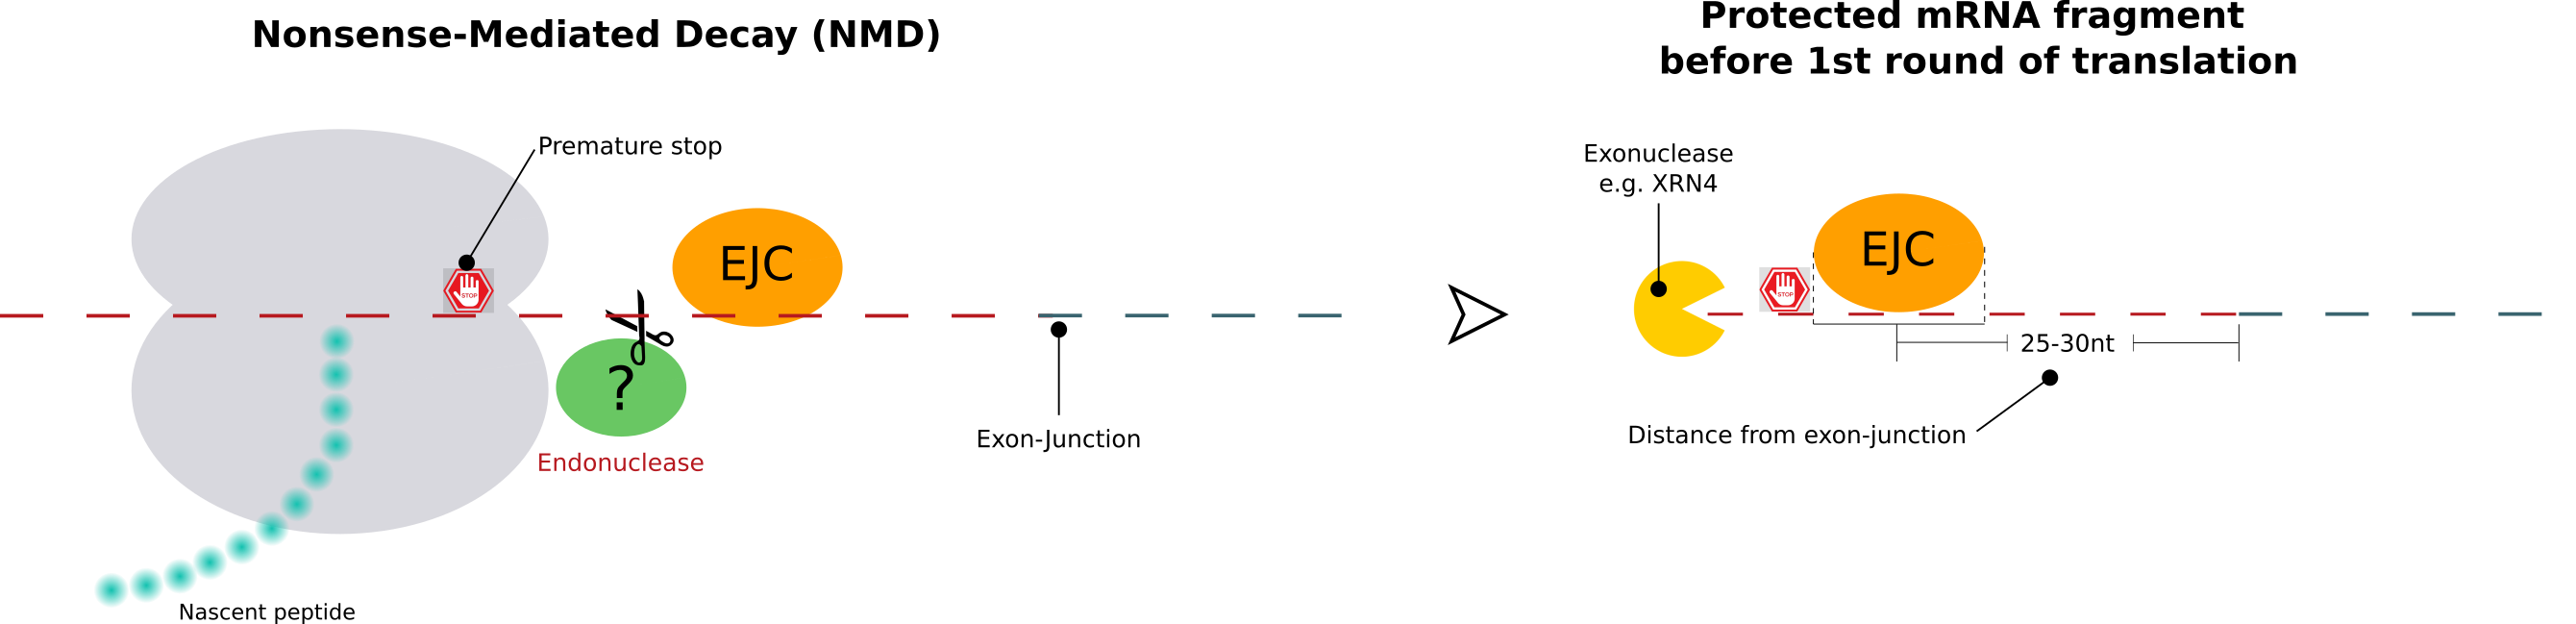 Nonsense-Mediated Decay (NMD)
Premature stop
STOP
EJC
?
Endonuclease
Exon-Junction
Nascent peptide
Protected mRNA fragment
before 1st round of translation
Exonuclease
e.g. XRN4
STOP
EJC
25-30nt
Distance from exon-junction